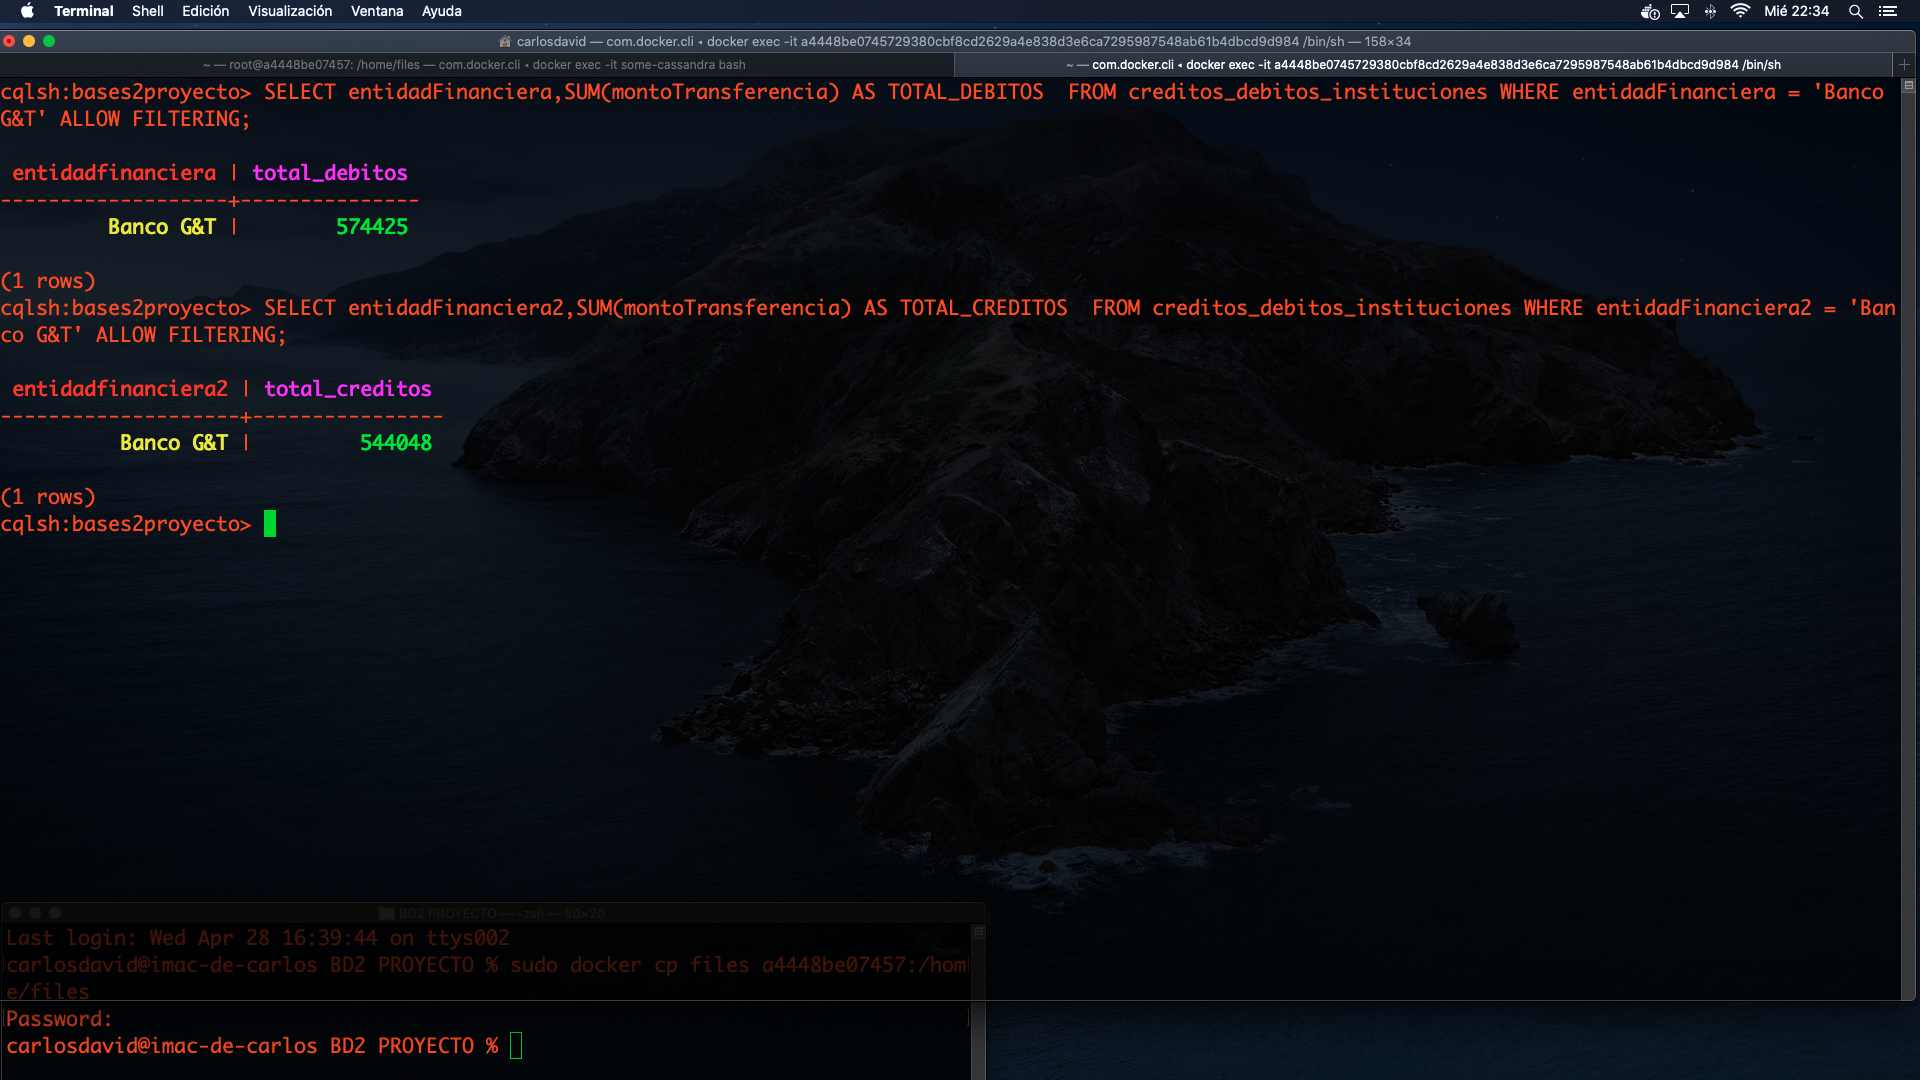 Terminal Shell Edición Visualización Ventana Ayuda Mié 22:34
carlosdavid — com.docker.cli ◂ docker exec -it a4448be0745729380cbf8cd2629a4e838d3e6ca7295987548ab61b4dbcd9d984 /bin/sh — 158×34
~ — root@a4448be07457: /home/files — com.docker.cli ◂ docker exec -it some-cassandra bash
~ — com.docker.cli ◂ docker exec -it a4448be0745729380cbf8cd2629a4e838d3e6ca7295987548ab61b4dbcd9d984 /bin/sh
cqlsh:bases2proyecto> SELECT entidadFinanciera,SUM(montoTransferencia) AS TOTAL_DEBITOS  FROM creditos_debitos_instituciones WHERE entidadFinanciera = 'Banco
G&T' ALLOW FILTERING;
entidadfinanciera | total_debitos
-------------------+---------------
Banco G&T | 574425
(1 rows)
cqlsh:bases2proyecto> SELECT entidadFinanciera2,SUM(montoTransferencia) AS TOTAL_CREDITOS  FROM creditos_debitos_instituciones WHERE entidadFinanciera2 = 'Ban
co G&T' ALLOW FILTERING;
entidadfinanciera2 | total_creditos
--------------------+----------------
Banco G&T | 544048
(1 rows)
cqlsh:bases2proyecto>
BD2 PROYECTO — -zsh — 80×20
Last login: Wed Apr 28 16:39:44 on ttys002
carlosdavid@imac-de-carlos BD2 PROYECTO % sudo docker cp files a4448be07457:/hom
e/files
Password:
carlosdavid@imac-de-carlos BD2 PROYECTO %